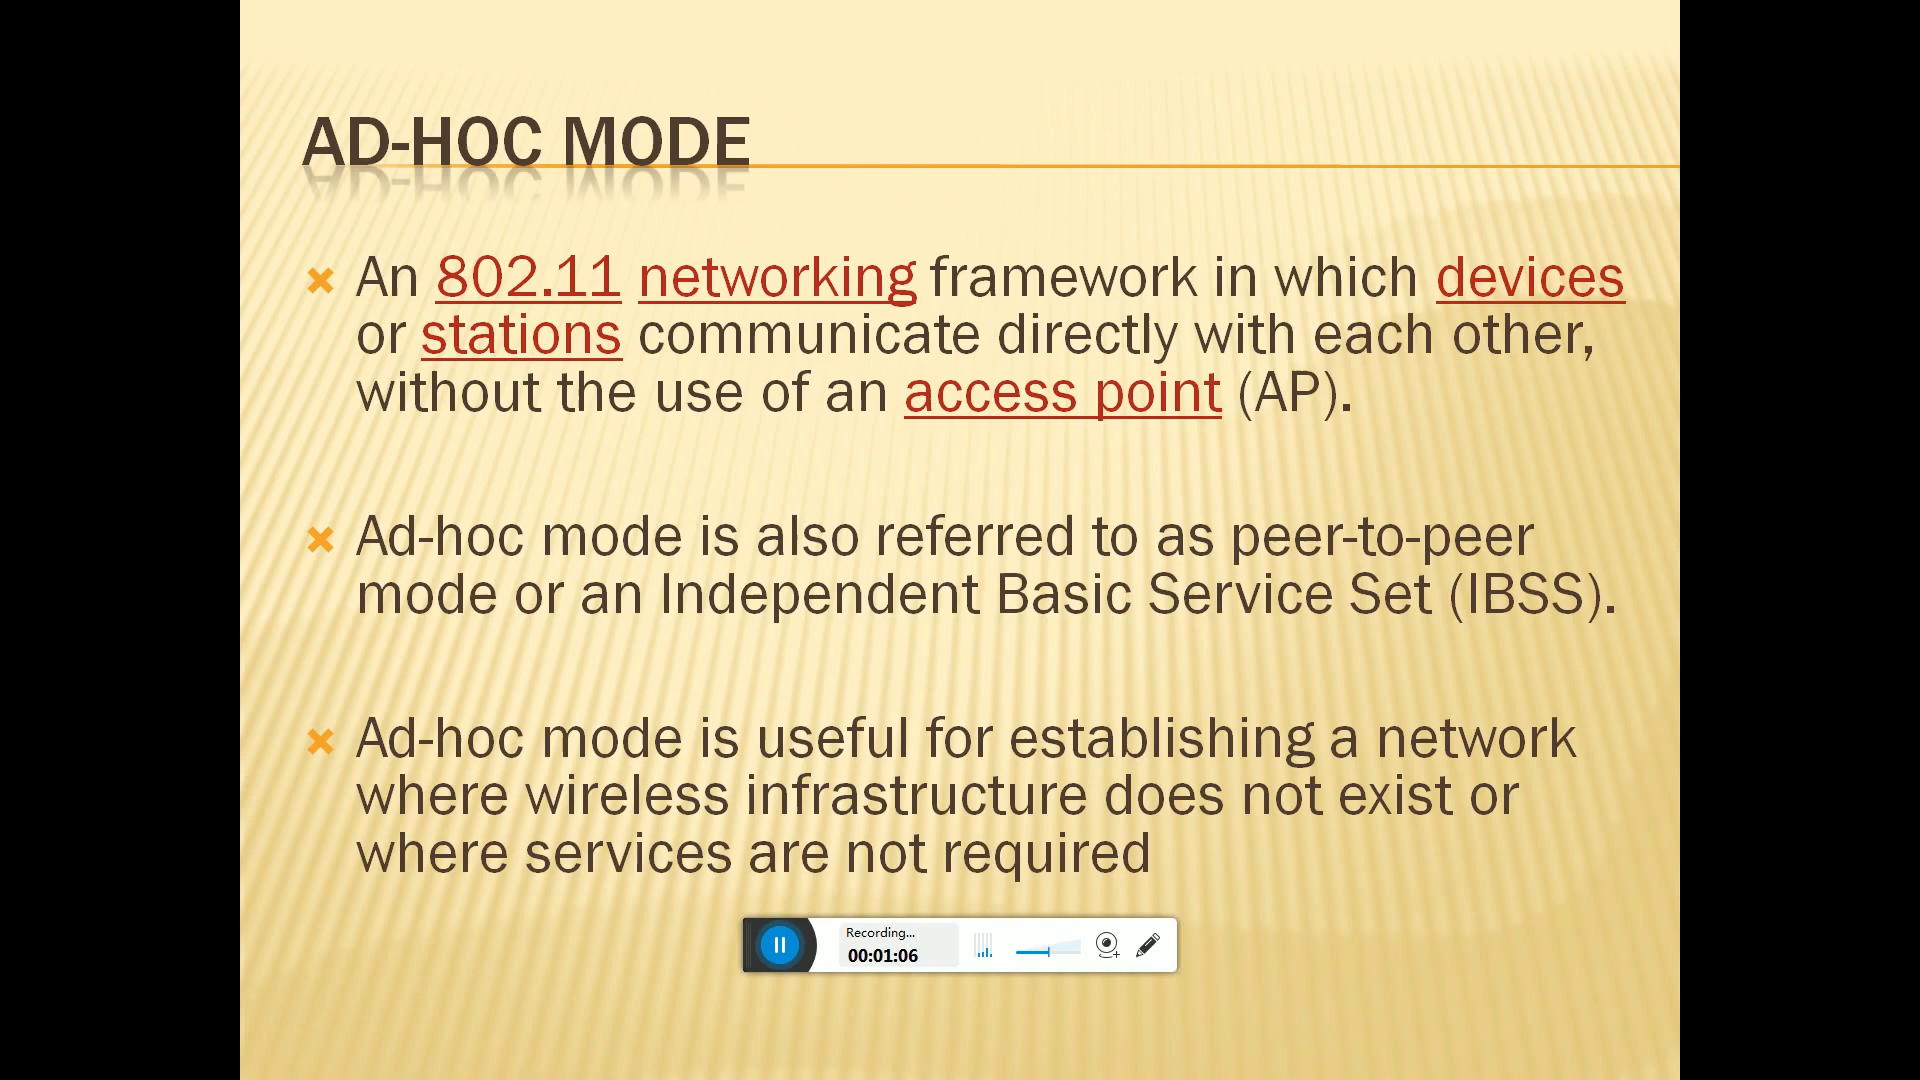 AD-HOC MODE
An 802.11 networking framework in which devices
or stations communicate directly with each other,
without the use of an access point (AP).
Ad-hoc mode is also referred to as peer-to-peer
mode or an Independent Basic Service Set (IBSS).
Ad-hoc mode is useful for establishing a network
where wireless infrastructure does not exist or
where services are not required
Recording...
00:01:06